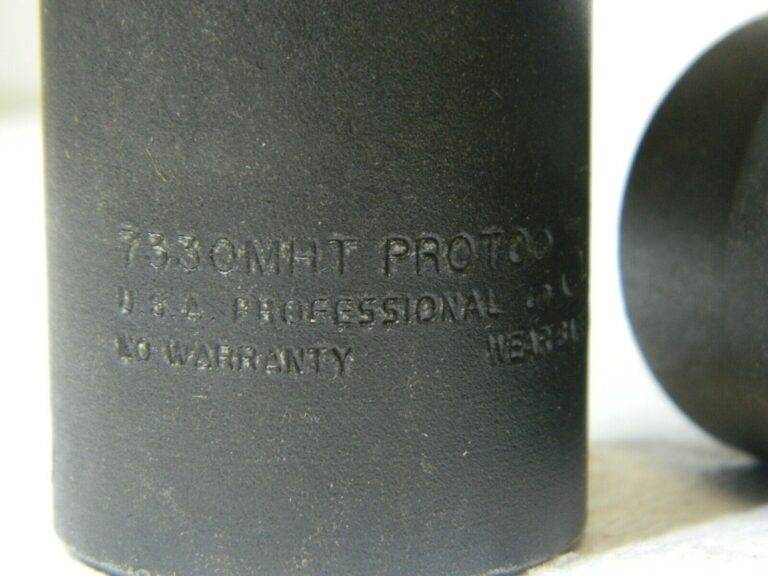 7330MHT PROTO®
U.S.A. PROFESSIONAL
NO WARRANTY